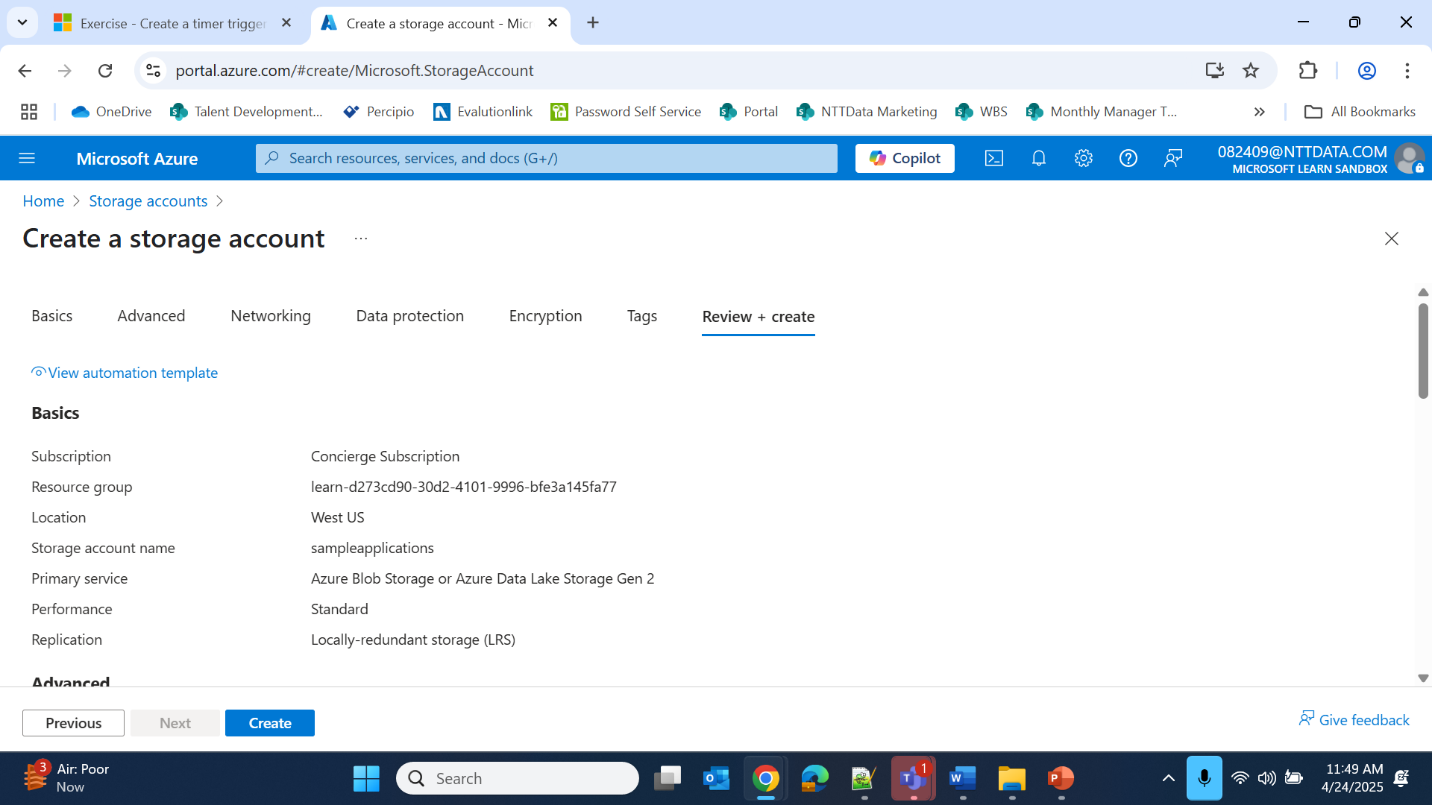 Exercise - Create a timer trigger
Create a storage account - Micr
portal.azure.com/#create/Microsoft.StorageAccount
OneDrive
Talent Development...
Percipio
Evalutionlink
Password Self Service
Portal
NTTData Marketing
WBS
Monthly Manager T...
All Bookmarks
Microsoft Azure
Search resources, services, and docs (G+/)
Copilot
082409@NTTDATA.COM
MICROSOFT LEARN SANDBOX
Home > Storage accounts >
Create a storage account ...
Basics Advanced Networking Data protection Encryption Tags Review + create
View automation template
Basics
Subscription Concierge Subscription
Resource group learn-d273cd90-30d2-4101-9996-bfe3a145fa77
Location West US
Storage account name sampleapplications
Primary service Azure Blob Storage or Azure Data Lake Storage Gen 2
Performance Standard
Replication Locally-redundant storage (LRS)
Advanced
Previous Next Create
Give feedback
3
Air: Poor
Now
Search
1
11:49 AM
4/24/2025